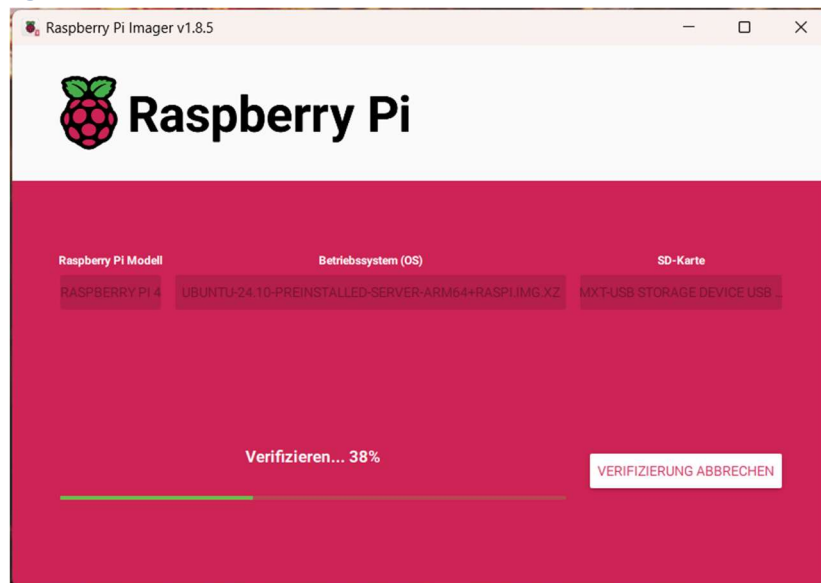 Raspberry Pi Imager v1.8.5
Raspberry Pi
Raspberry Pi Modell Betriebssystem (OS) SD-Karte
RASPBERRY PI 4 UBUNTU-24.10-PREINSTALLED-SERVER-ARM64+RASPI.IMG.XZ MXT-USB STORAGE DEVICE USB ...
Verifizieren... 38%
VERIFIZIERUNG ABBRECHEN